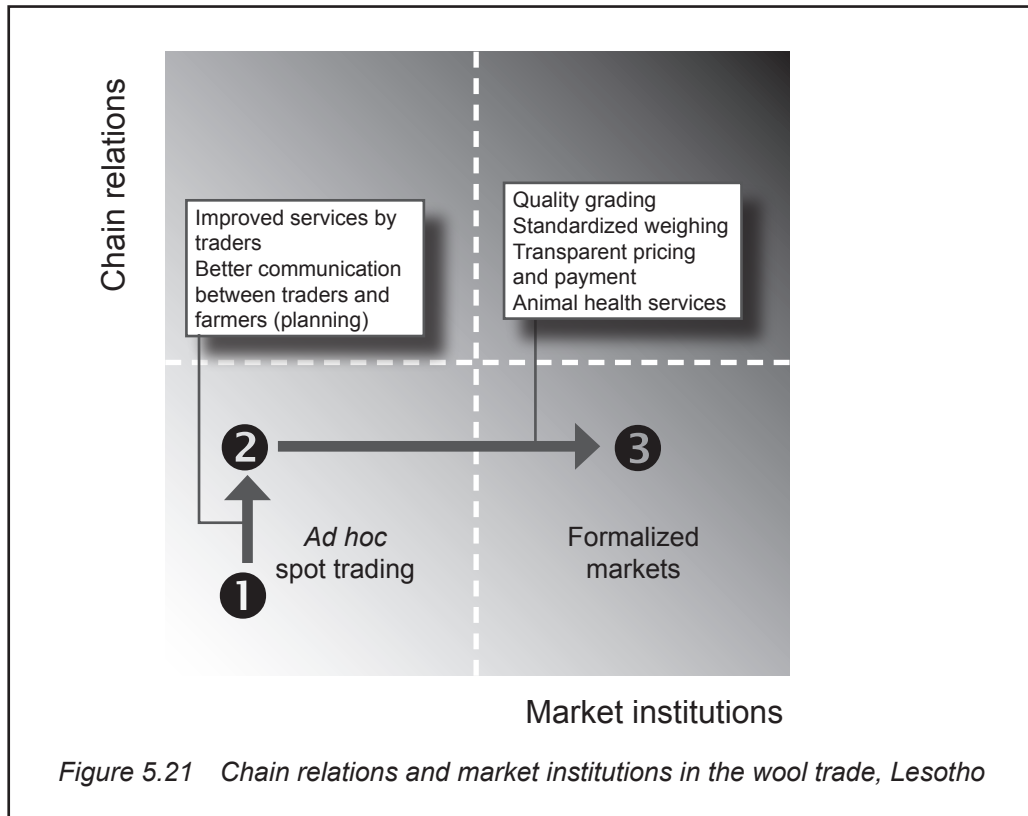 Chain relations
Improved services by
traders
Better communication
between traders and
farmers (planning)
Quality grading
Standardized weighing
Transparent pricing
and payment
Animal health services
2
3
1
Ad hoc
spot trading
Formalized
markets
Market institutions
Figure 5.21 Chain relations and market institutions in the wool trade, Lesotho